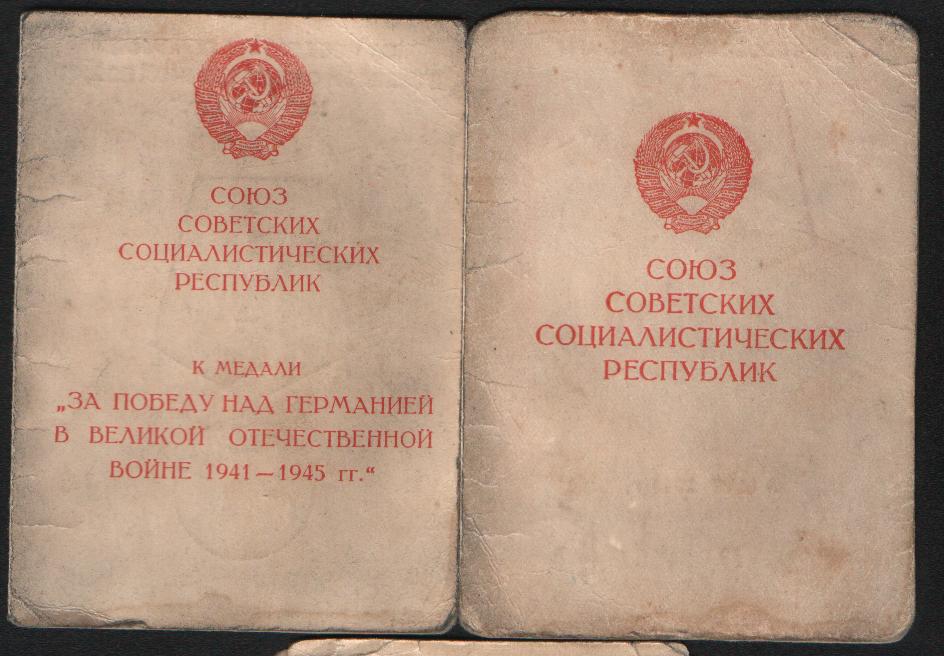 СОЮЗ
СОВЕТСКИХ
СОЦИАЛИСТИЧЕСКИХ
РЕСПУБЛИК
К МЕДАЛИ
„ЗА ПОБЕДУ НАД ГЕРМАНИЕЙ
В ВЕЛИКОЙ ОТЕЧЕСТВЕННОЙ
ВОЙНЕ 1941—1945 гг.“
СОЮЗ
СОВЕТСКИХ
СОЦИАЛИСТИЧЕСКИХ
РЕСПУБЛИК